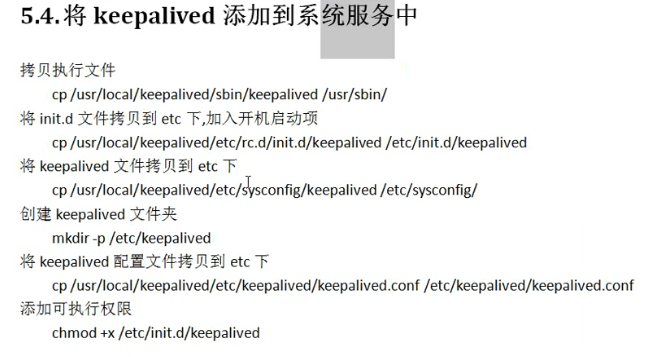 5.4.将 keepalived 添加到系统服务中
拷贝执行文件
cp /usr/local/keepalived/sbin/keepalived /usr/sbin/
将 init.d 文件拷贝到 etc 下,加入开机启动项
cp /usr/local/keepalived/etc/rc.d/init.d/keepalived /etc/init.d/keepalived
将 keepalived 文件拷贝到 etc 下
cp /usr/local/keepalived/etc/sysconfig/keepalived /etc/sysconfig/
创建 keepalived 文件夹
mkdir -p /etc/keepalived
将 keepalived 配置文件拷贝到 etc 下
cp /usr/local/keepalived/etc/keepalived/keepalived.conf /etc/keepalived/keepalived.conf
添加可执行权限
chmod +x /etc/init.d/keepalived